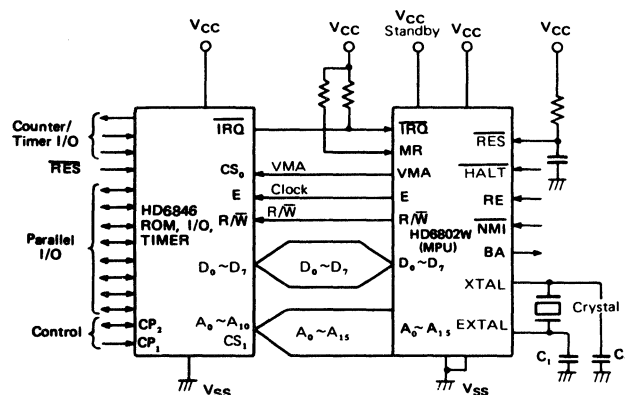 VCC
VCC
VCC
Standby
VCC
VCC
Counter/
Timer I/O
RES
Parallel
I/O
Control
CP2
CP1
IRQ
CS0
E
R/W
HD6846
ROM, I/O,
TIMER
D0~D7
A0~A10
CS1
VSS
VMA
Clock
R/W
D0~D7
A0~A15
IRQ
MR
VMA
E
R/W
HD6802W
(MPU)
D0~D7
A0~A15
RES
HALT
RE
NMI
BA
XTAL
EXTAL
VSS
Crystal
C1
C